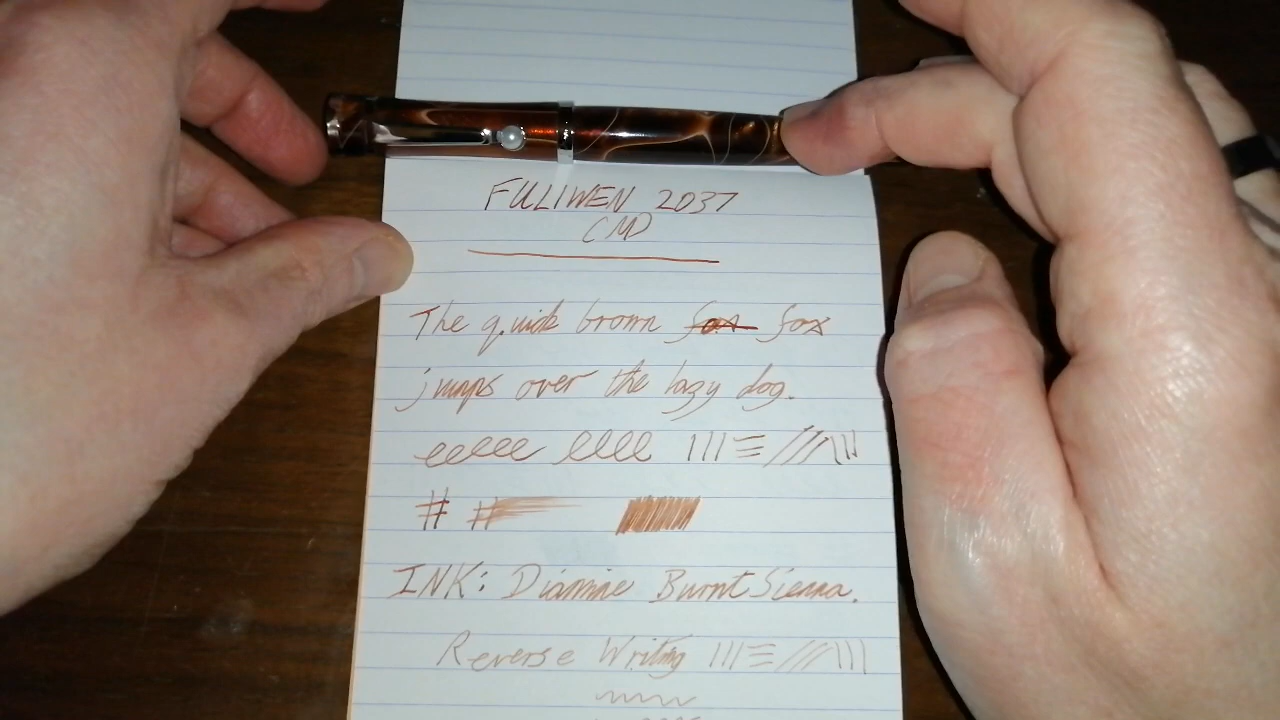 FULIWEN 2037
(M)
The quick brown fox fox
jumps over the lazy dog.
eeeee llll
# #
INK: Diamine Burnt Sienna.
Reverse Writing